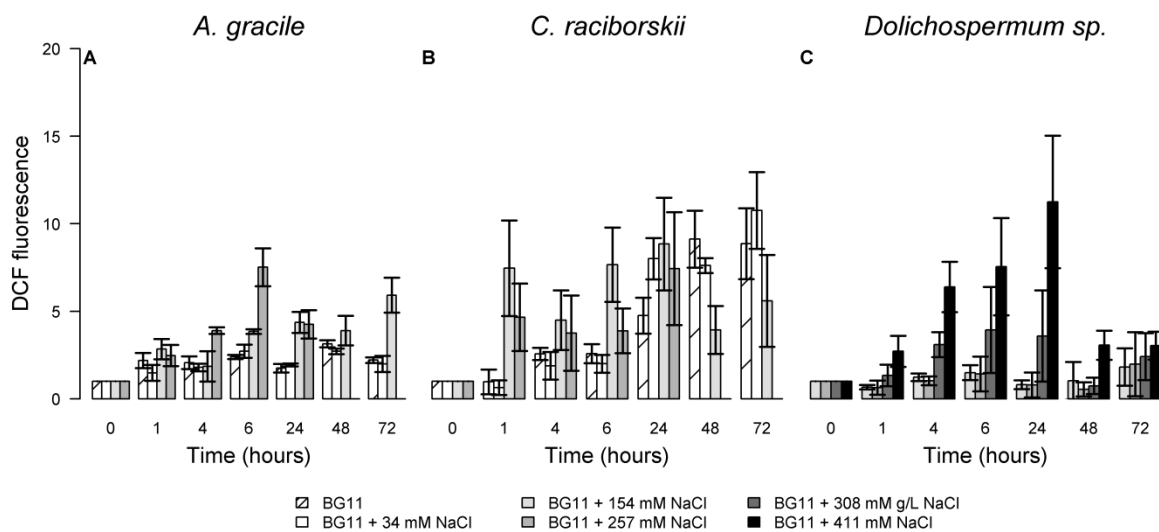 A. gracile
C. raciborskii
Dolichospermum sp.
A
B
C
DCF fluorescence
20
15
10
5
0
0 1 4 6 24 48 72
0 1 4 6 24 48 72
0 1 4 6 24 48 72
Time (hours)
Time (hours)
Time (hours)
BG11
BG11 + 34 mM NaCl
BG11 + 154 mM NaCl
BG11 + 257 mM NaCl
BG11 + 308 mM g/L NaCl
BG11 + 411 mM NaCl